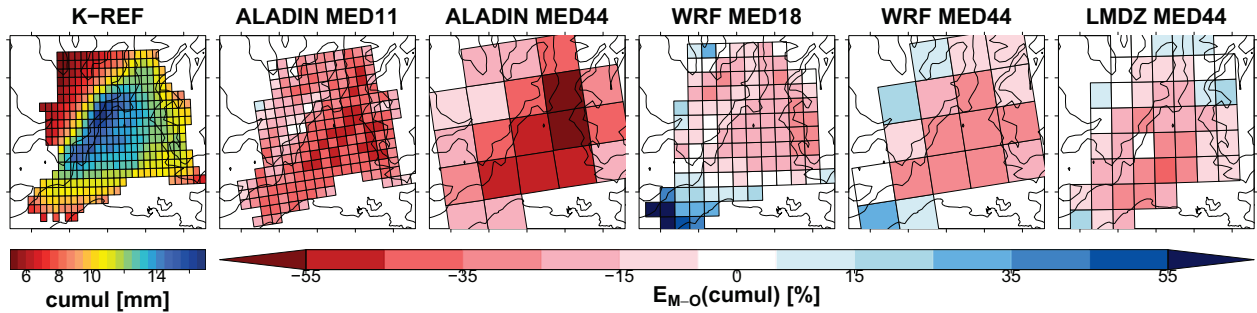 K−REF ALADIN MED11 ALADIN MED44 WRF MED18 WRF MED44 LMDZ MED44
6 8 10 14 −55 −35 −15 0 15 35 55
cumul [mm] E_M−O(cumul) [%]